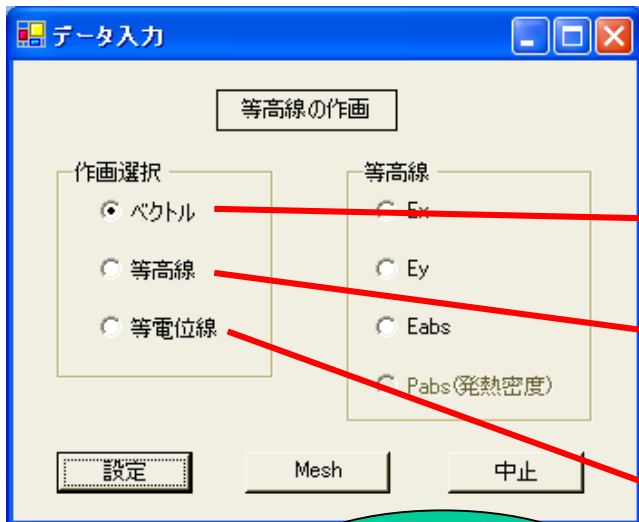 データ入力
等高線の作画
作画選択
ベクトル
等高線
等電位線
等高線
Ex
Ey
Eabs
Pabs(発熱密度)
設定
Mesh
中止